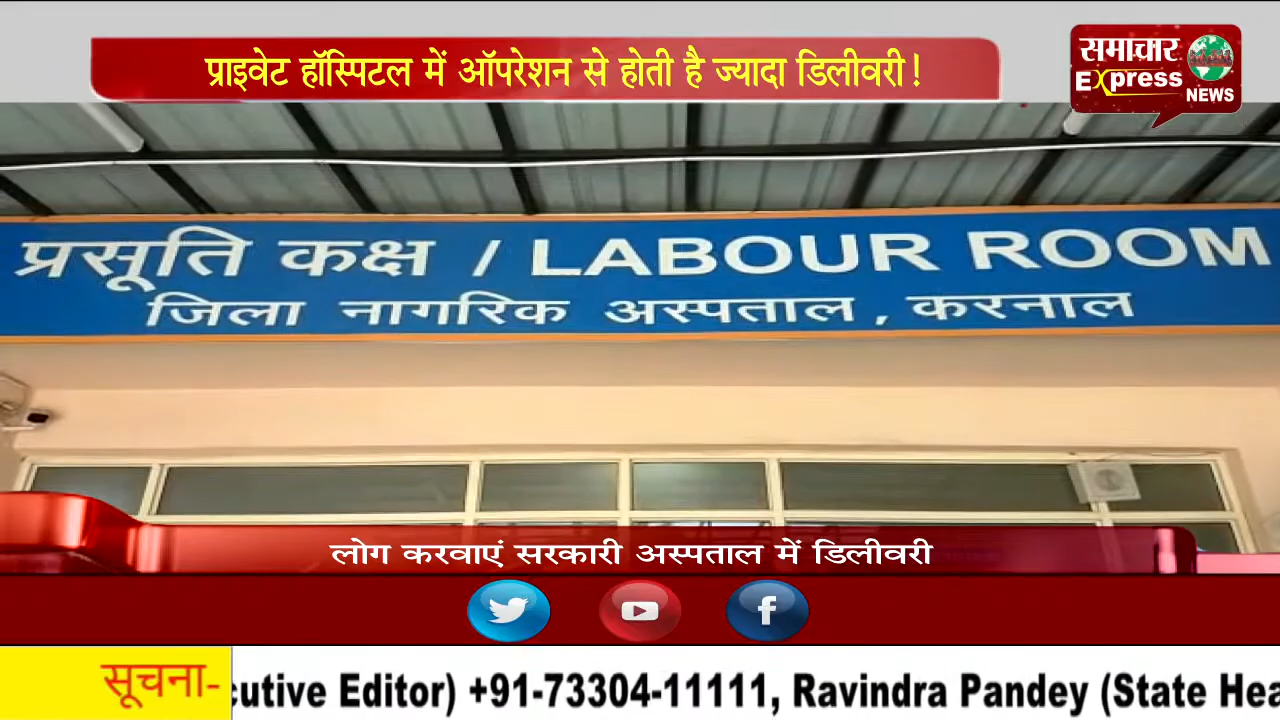 प्राइवेट हॉस्पिटल में ऑपरेशन से होती है ज्यादा डिलीवरी!
समाचार
Express
NEWS
प्रसूति कक्ष / LABOUR ROOM
जिला नागरिक अस्पताल, करनाल
लोग करवाएं सरकारी अस्पताल में डिलीवरी
सूचना- cutive Editor) +91-73304-11111, Ravindra Pandey (State Hea